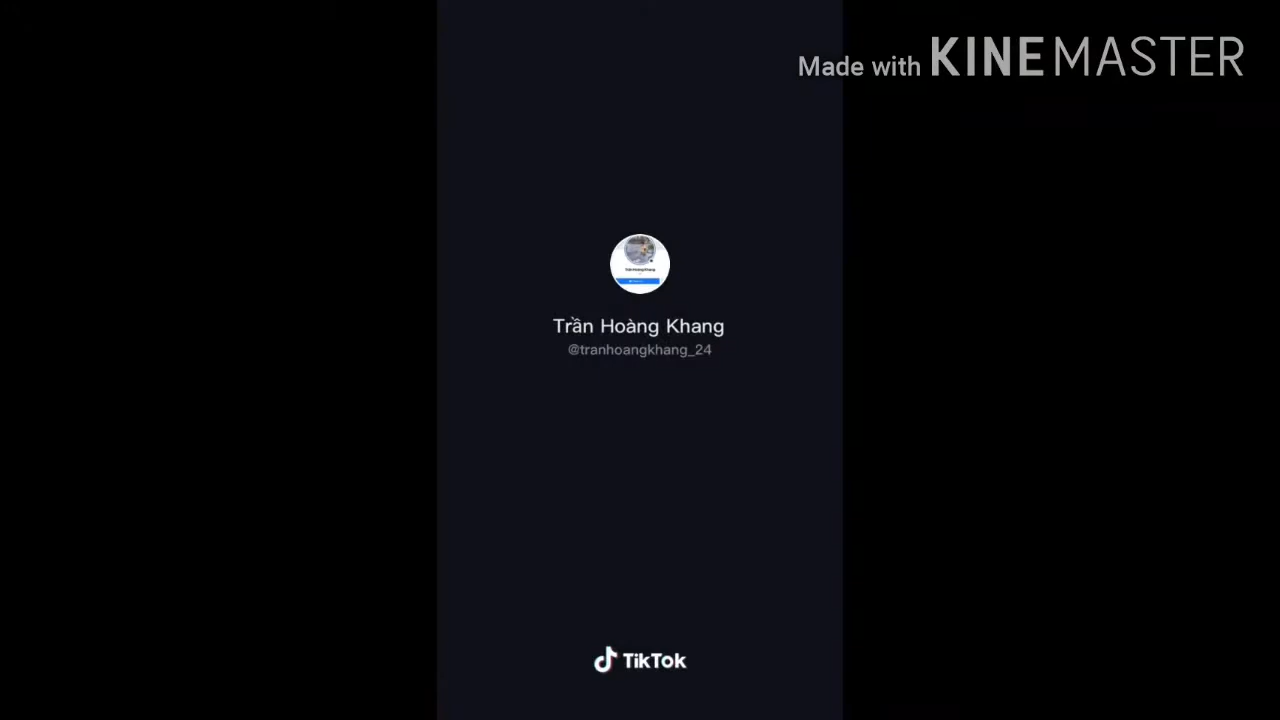 Made with KINEMASTER
Trần Hoàng Khang
@tranhoangkhang_24
TikTok